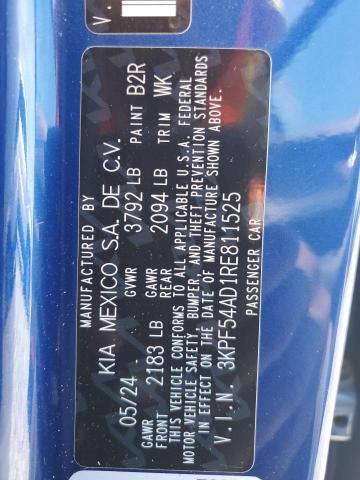 MANUFACTURED BY
KIA MEXICO S.A. DE C.V.
05/24 GVWR 3792 LB PAINT B2R
GAWR FRONT 2183 LB GAWR REAR 2094 LB TRIM WK
THIS VEHICLE CONFORMS TO ALL APPLICABLE U.S.A. FEDERAL
MOTOR VEHICLE SAFETY, BUMPER, AND THEFT PREVENTION STANDARDS
IN EFFECT ON THE DATE OF MANUFACTURE SHOWN ABOVE.
V.I.N. 3KPF54AD1RE811525
PASSENGER CAR
V.